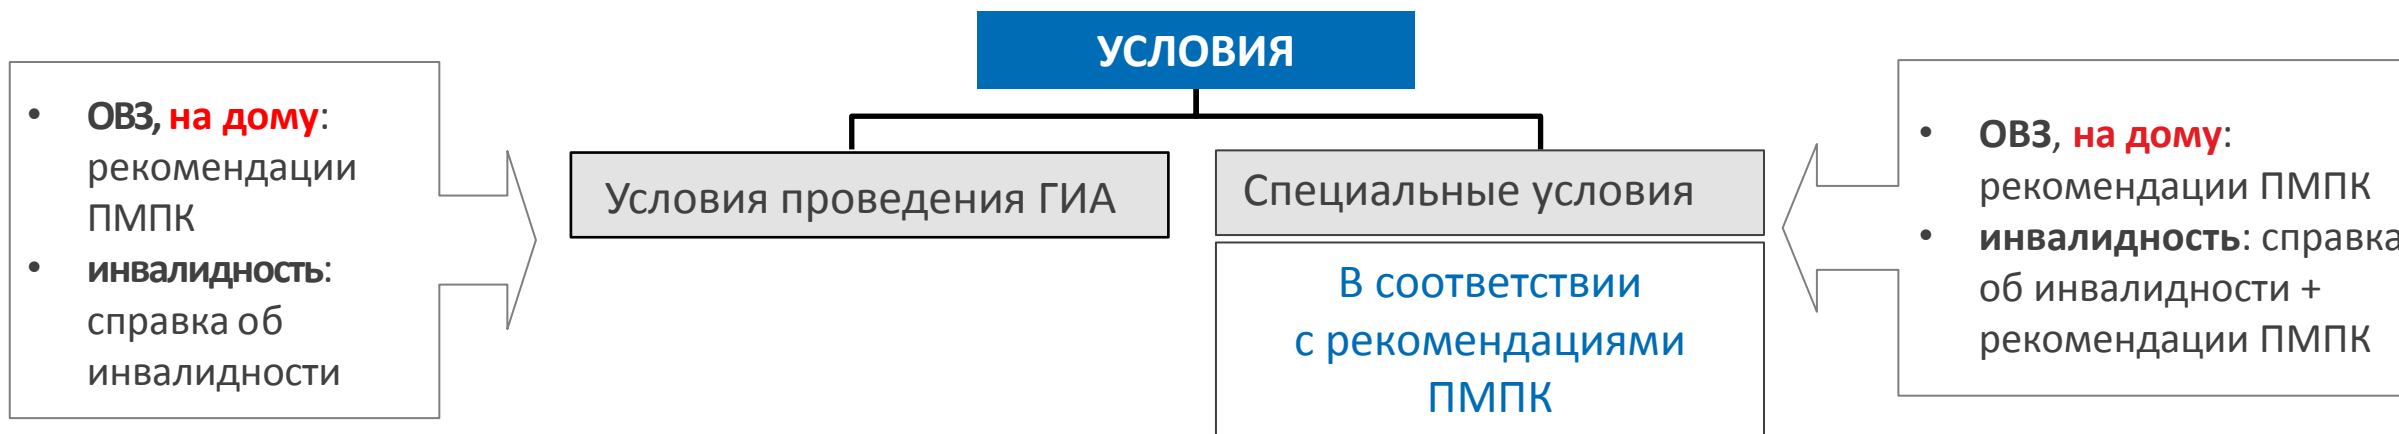 УСЛОВИЯ
• ОВЗ, на дому:
рекомендации
ПМПК
• инвалидность:
справка об
инвалидности
Условия проведения ГИА
Специальные условия
В соответствии
с рекомендациями
ПМПК
• ОВЗ, на дому:
рекомендации ПМПК
• инвалидность: справка
об инвалидности +
рекомендации ПМПК